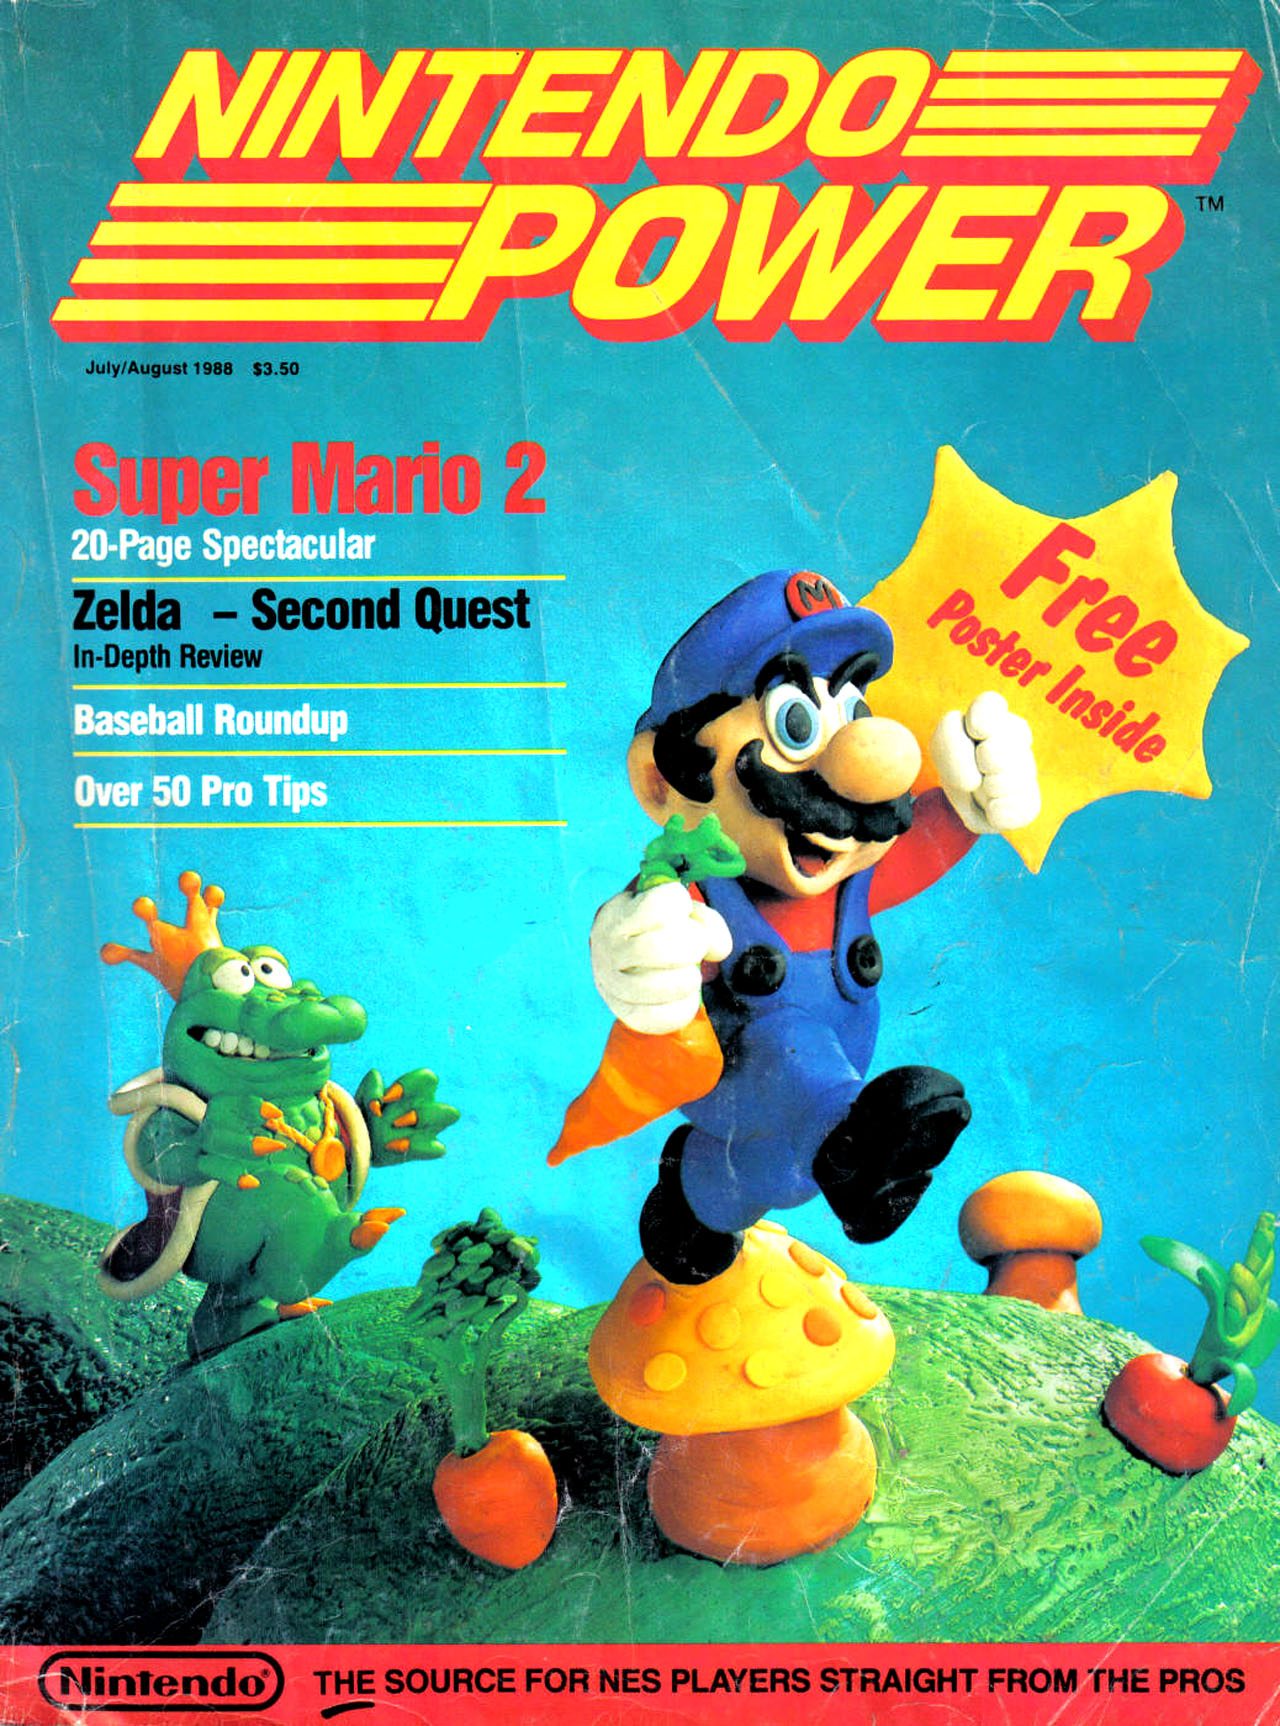 NINTENDO
POWER
TM
July/August 1988 $3.50
Super Mario 2
20-Page Spectacular
Zelda – Second Quest
In-Depth Review
Baseball Roundup
Over 50 Pro Tips
Free
Poster Inside
M
Nintendo®
THE SOURCE FOR NES PLAYERS STRAIGHT FROM THE PROS